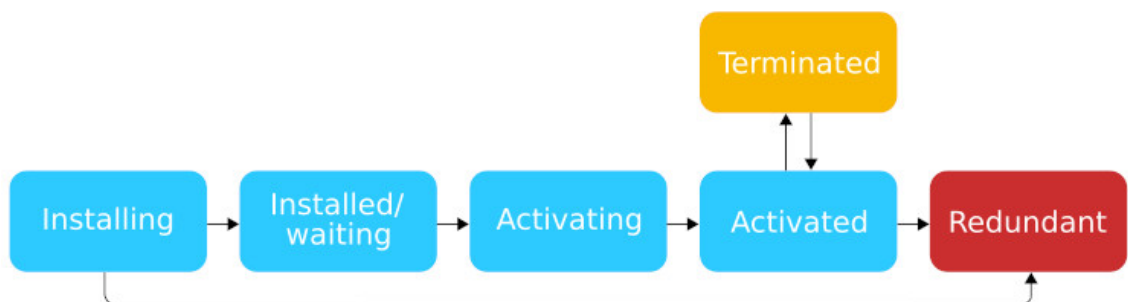 Terminated
Installing
Installed/
waiting
Activating
Activated
Redundant